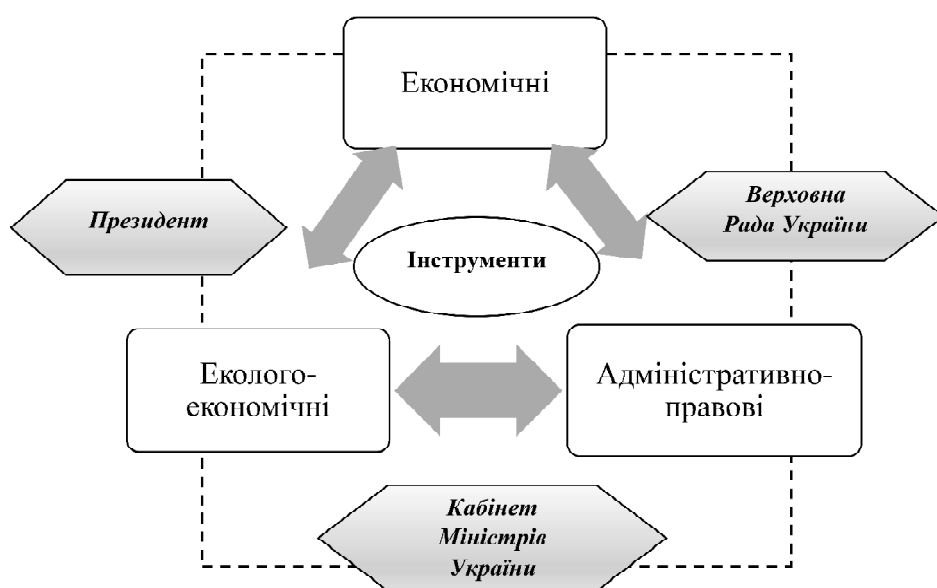 Економічні
Президент
Верховна
Рада України
Інструменти
Еколого-
економічні
Адміністративно-
правові
Кабінет
Міністрів
України